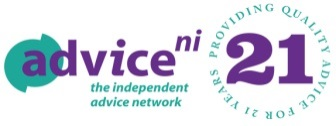 advice ni
the independent
advice network
PROVIDING QUALITY ADVICE FOR 21 YEARS
21